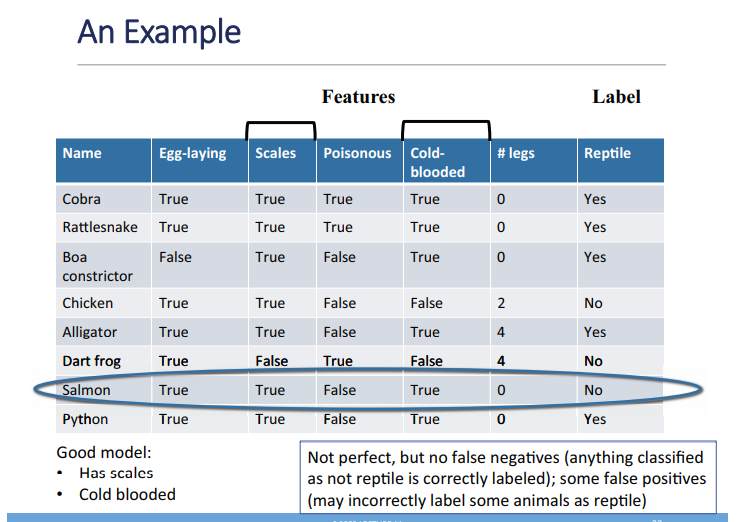 An Example
Features Label
Name Egg-laying Scales Poisonous Cold-blooded # legs Reptile
Cobra True True True True 0 Yes
Rattlesnake True True True True 0 Yes
Boa constrictor False True False True 0 Yes
Chicken True True False False 2 No
Alligator True True False True 4 Yes
Dart frog True False True False 4 No
Salmon True True False True 0 No
Python True True False True 0 Yes
Good model:
• Has scales
• Cold blooded
Not perfect, but no false negatives (anything classified
as not reptile is correctly labeled); some false positives
(may incorrectly label some animals as reptile)